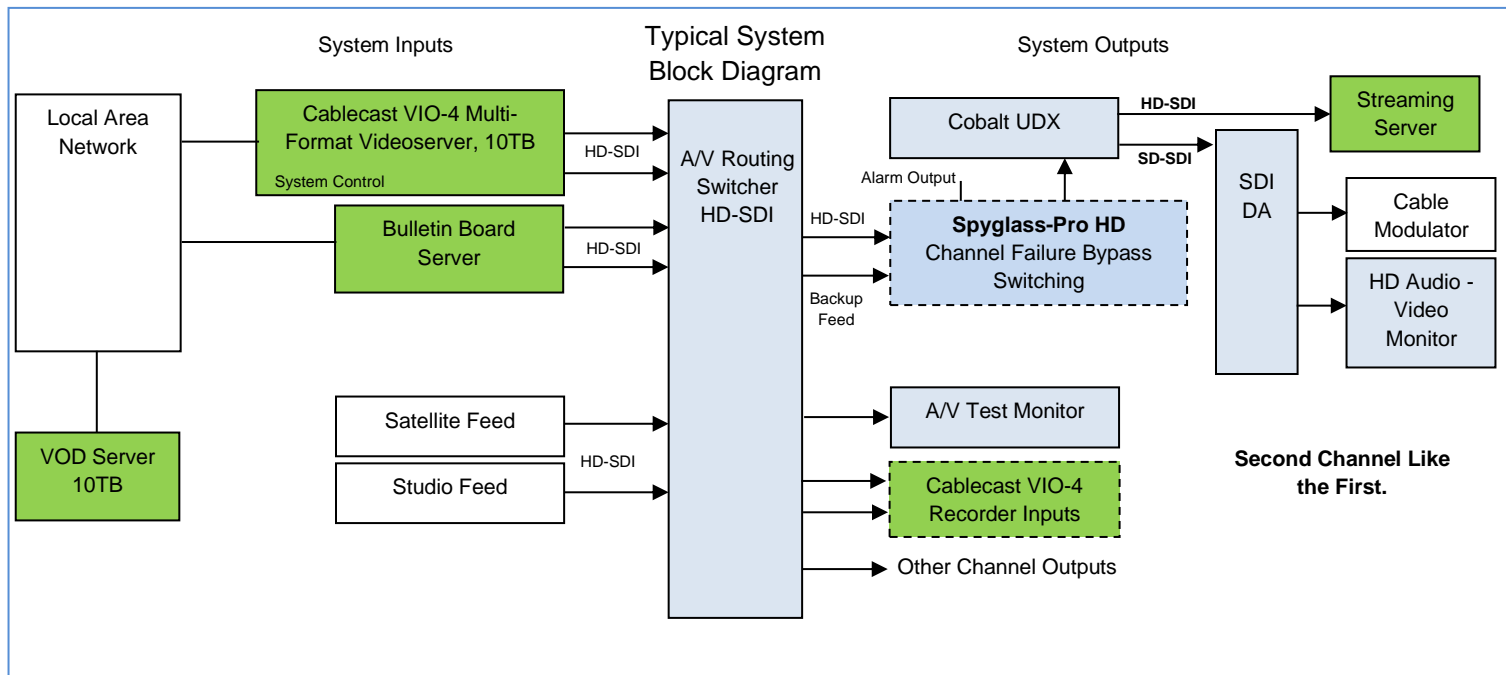 System Inputs
Typical System
Block Diagram
System Outputs
Local Area
Network
Cablecast VIO-4 Multi-
Format Videoserver, 10TB
System Control
HD-SDI
Bulletin Board
Server
HD-SDI
VOD Server
10TB
Satellite Feed
HD-SDI
Studio Feed
A/V Routing
Switcher
HD-SDI
Cobalt UDX
HD-SDI
SD-SDI
Streaming
Server
Alarm Output
HD-SDI
Backup
Feed
Spyglass-Pro HD
Channel Failure Bypass
Switching
SDI
DA
Cable
Modulator
HD Audio -
Video
Monitor
A/V Test Monitor
Cablecast VIO-4
Recorder Inputs
Other Channel Outputs
Second Channel Like
the First.